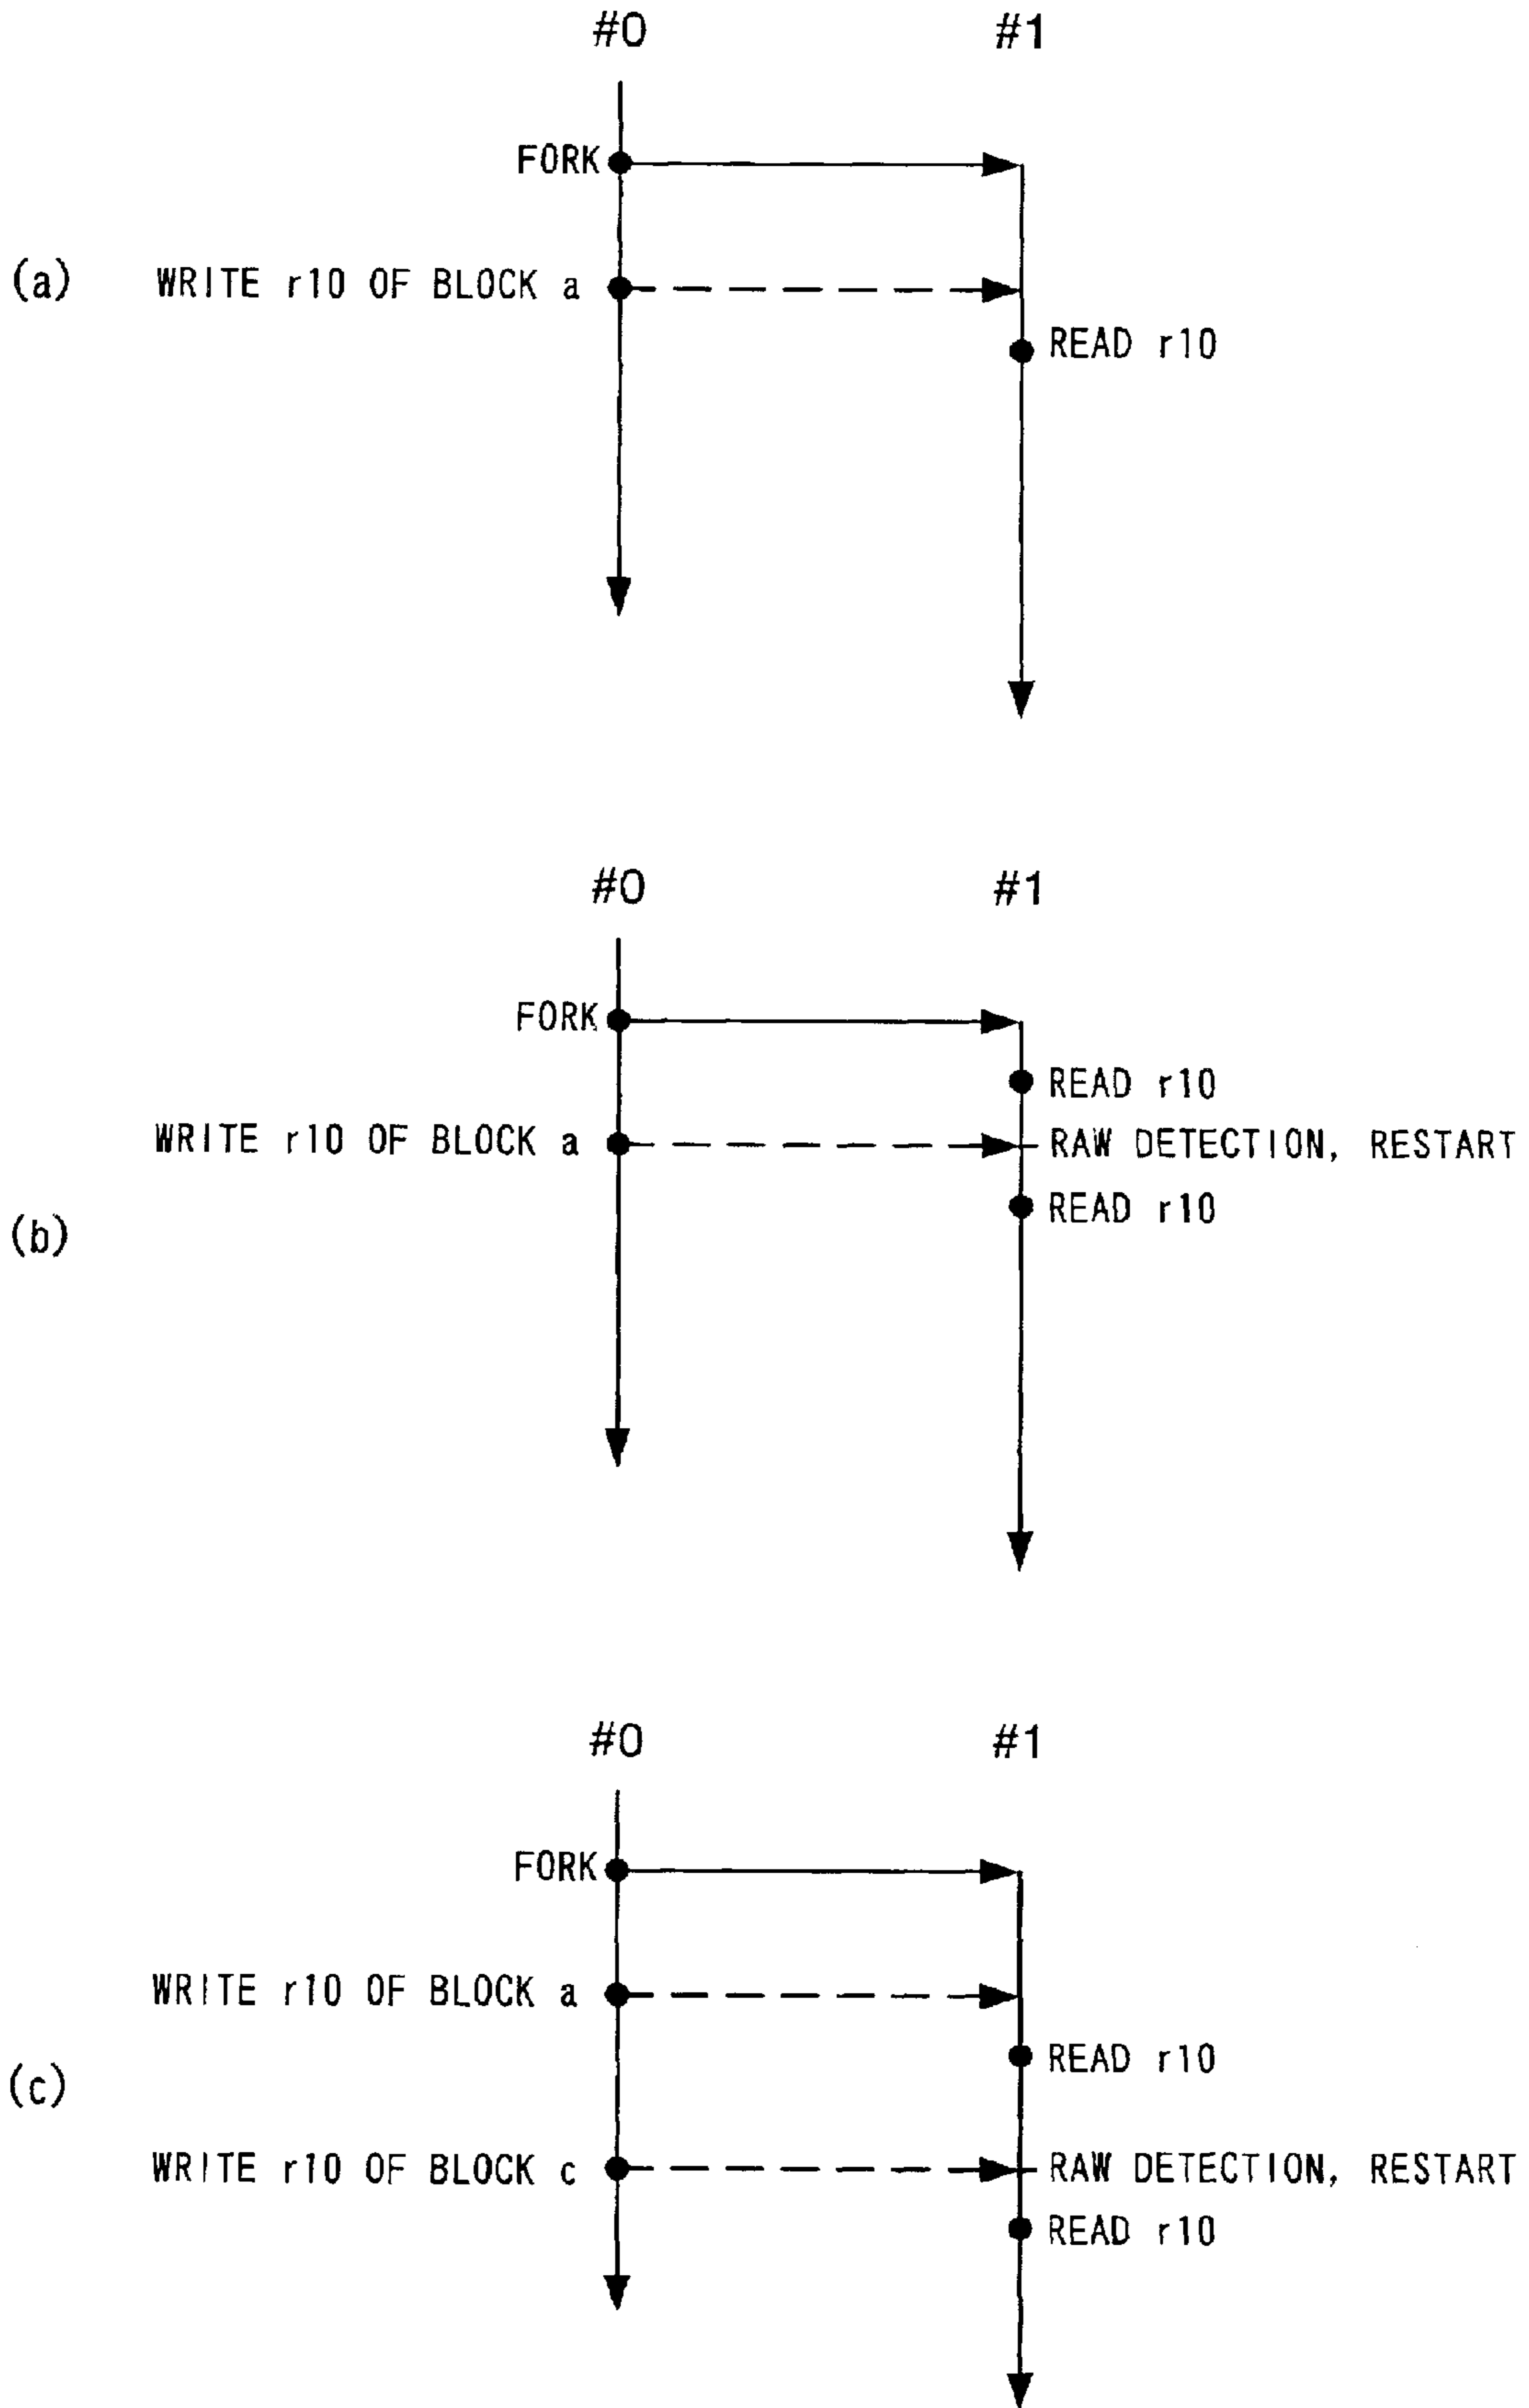 #0 #1
FORK
(a) WRITE r10 OF BLOCK a
READ r10
#0 #1
FORK
READ r10
WRITE r10 OF BLOCK a RAW DETECTION, RESTART
READ r10
(b)
#0 #1
FORK
WRITE r10 OF BLOCK a
READ r10
(c)
WRITE r10 OF BLOCK c RAW DETECTION, RESTART
READ r10